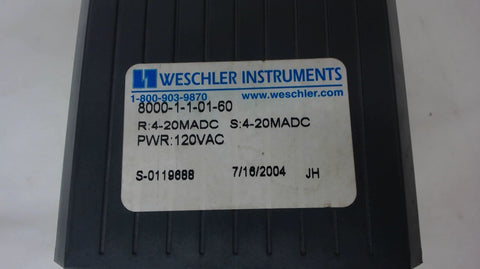 WESCHLER INSTRUMENTS
1-800-903-9870 www.weschler.com
8000-1-1-01-60
R:4-20MADC S:4-20MADC
PWR:120VAC
S-0119688 7/16/2004 JH